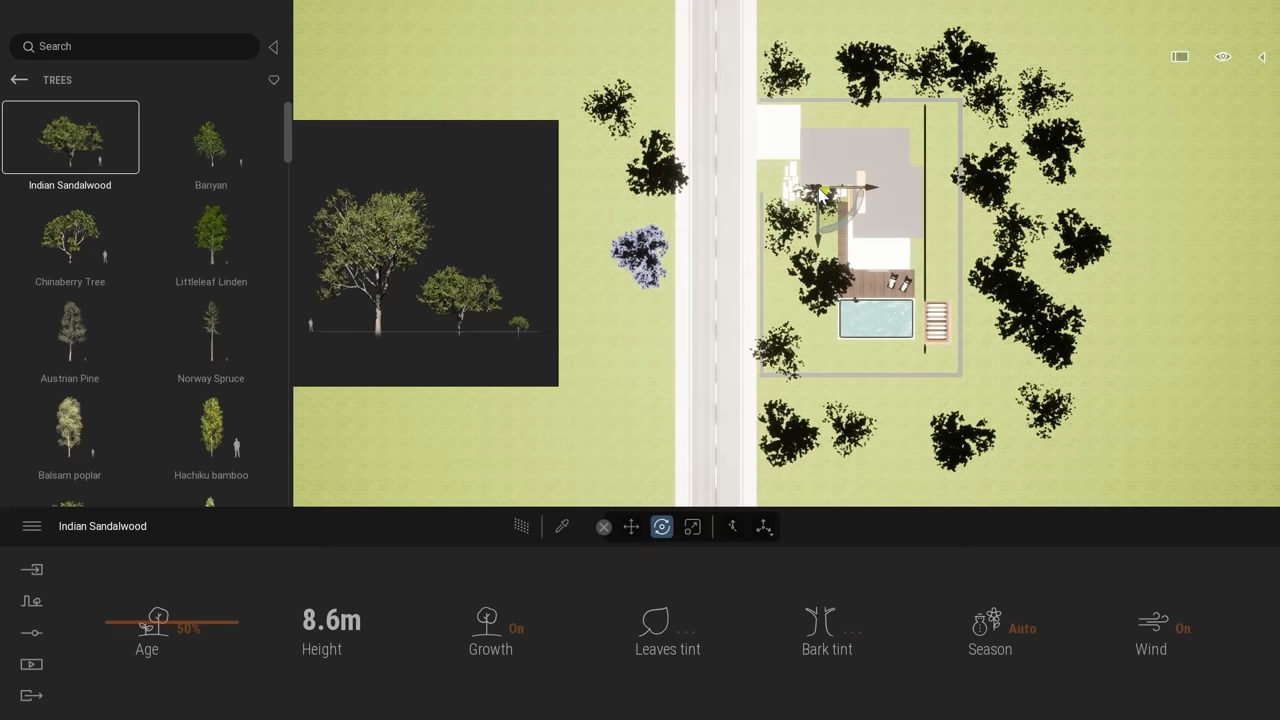 Search
TREES
Indian Sandalwood
Banyan
Chinaberry Tree
Littleleaf Linden
Austrian Pine
Norway Spruce
Balsam poplar
Hachiku bamboo
Indian Sandalwood
50%
Age
8.6m
Height
On
Growth
...
Leaves tint
...
Bark tint
Auto
Season
On
Wind